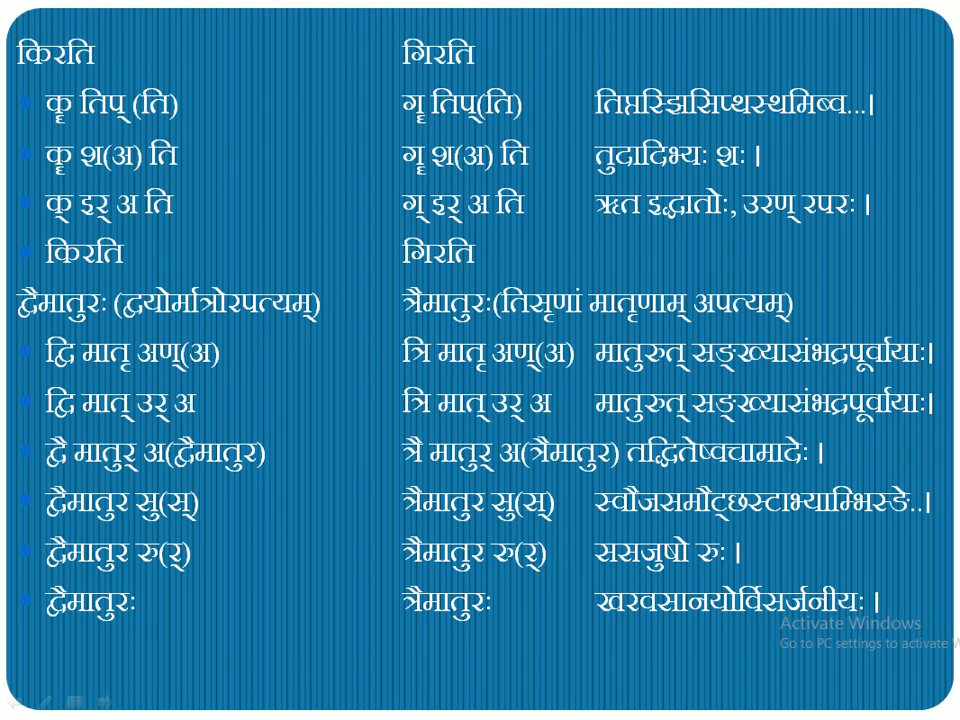 किरति गिरति
कॄ तिप् (ति) गॄ तिप्(ति) तिप्तस्झिसिप्थस्थमिब्व...।
कॄ श(अ) ति गॄ श(अ) ति तुदादिभ्यः शः ।
क् इर् अ ति ग् इर् अ ति ऋत इद्धातोः, उरण् रपरः ।
किरति गिरति
द्वैमातुरः (द्वयोर्मात्रोरपत्यम्) त्रैमातुरः(तिसृणां मातृणाम् अपत्यम्)
द्वि मातृ अण्(अ) त्रि मातृ अण्(अ) मातुरुत् सङ्ख्यासंभद्रपूर्वायाः।
द्वि मात् उर् अ त्रि मात् उर् अ मातुरुत् सङ्ख्यासंभद्रपूर्वायाः।
द्वै मातुर् अ(द्वैमातुर) त्रै मातुर् अ(त्रैमातुर) तद्धितेष्वचामादेः ।
द्वैमातुर सु(स्) त्रैमातुर सु(स्) स्वौजसमौट्छस्टाभ्याम्भिस्ङे..।
द्वैमातुर रु(र्) त्रैमातुर रु(र्) ससजुषो रुः ।
द्वैमातुरः त्रैमातुरः खरवसानयोर्विसर्जनीयः ।
Activate Windows
Go to PC settings to activate W